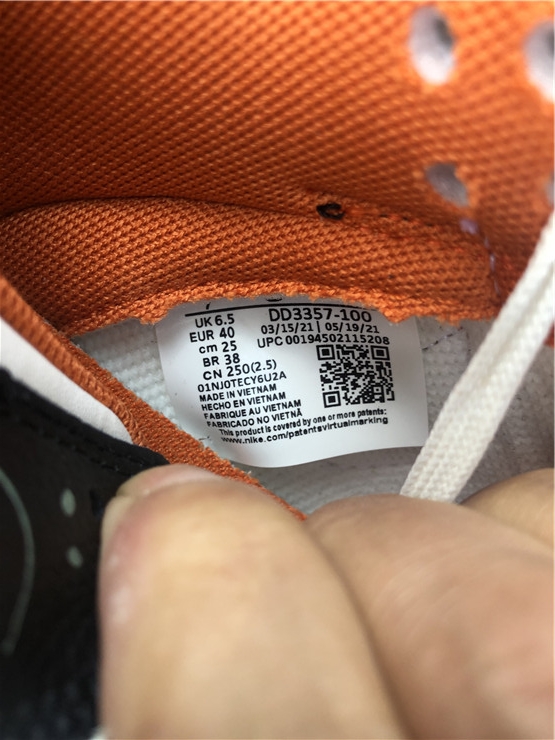 7
UK 6.5
EUR 40
cm 25
BR 38
CN 250(2.5)
DD3357-100
03/15/21 | 05/19/21
UPC 00194502115208
01NJ0TECY6U2A
MADE IN VIETNAM
HECHO EN VIETNAM
FABRIQUE AU VIETNAM
FABRICADO NO VIETNÃ
This product is covered by one or more patents:
www.nike.com/patentsvirtualmarking